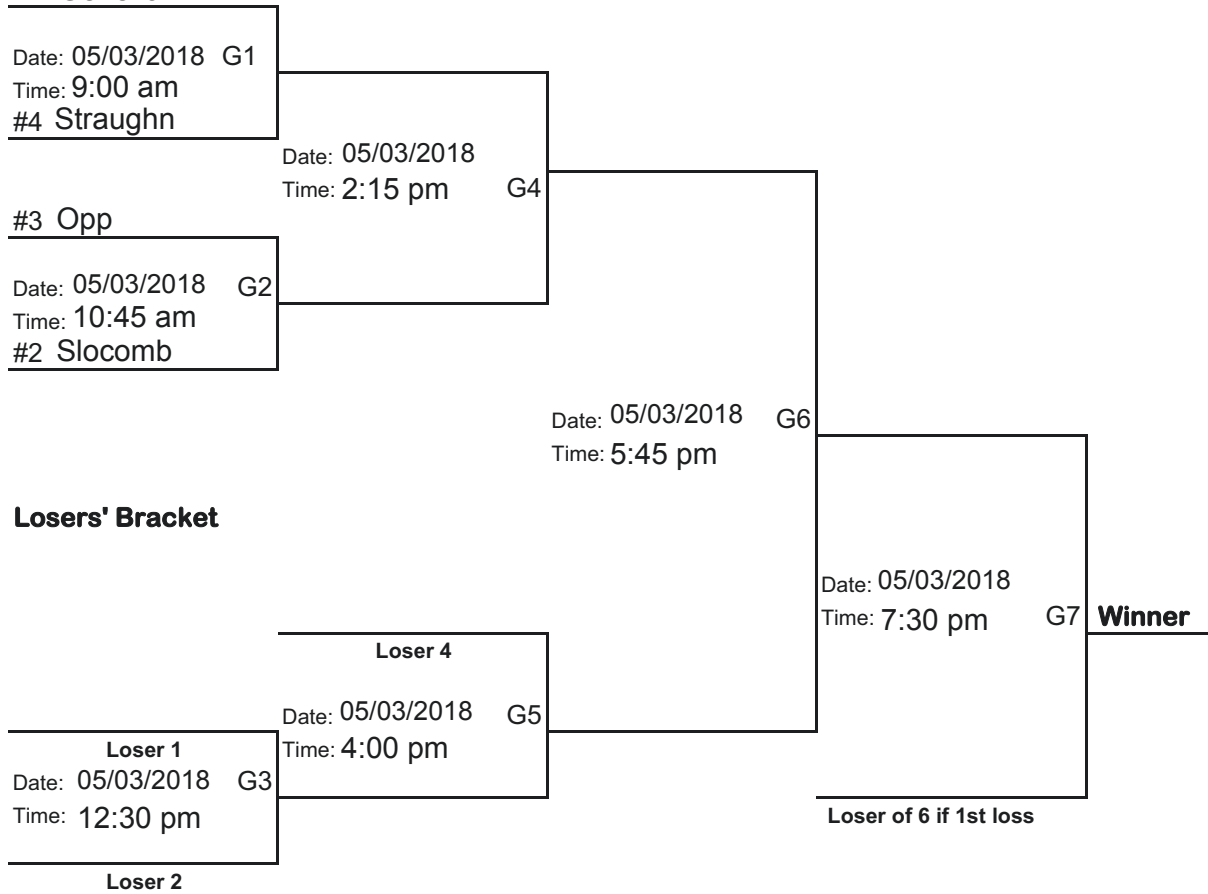 Date: 05/03/2018 G1
Time: 9:00 am
#4 Straughn
Date: 05/03/2018
Time: 2:15 pm G4
#3 Opp
Date: 05/03/2018 G2
Time: 10:45 am
#2 Slocomb
Date: 05/03/2018 G6
Time: 5:45 pm
Losers' Bracket
Date: 05/03/2018
Time: 7:30 pm G7 Winner
Loser 4
Date: 05/03/2018 G5
Time: 4:00 pm
Loser 1
Date: 05/03/2018 G3
Time: 12:30 pm
Loser of 6 if 1st loss
Loser 2